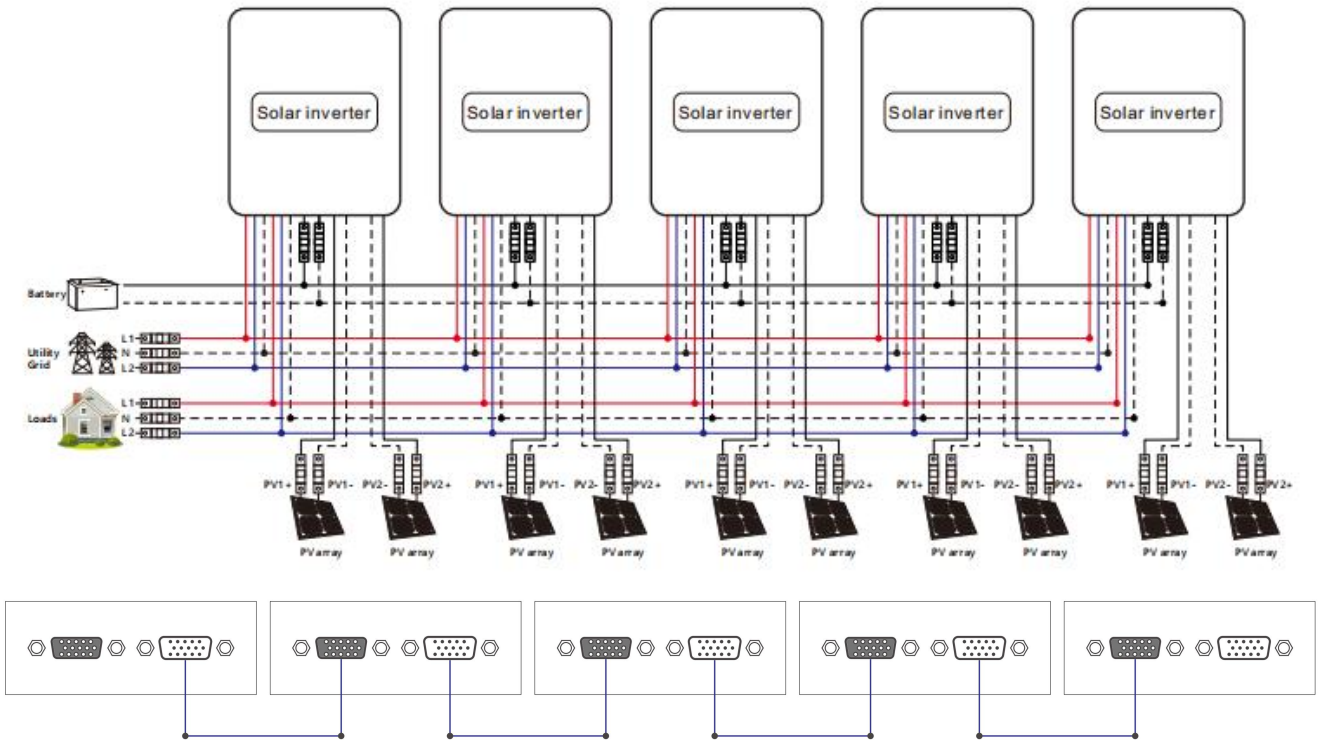 Solar inverter Solar inverter Solar inverter Solar inverter Solar inverter
Battery
L1
Utility N
Grid L2
L1
Loads N
L2
PV1+ PV1- PV2- PV2+ PV1+ PV1- PV2- PV2+ PV1+ PV1- PV2- PV2+ PV1+ PV1- PV2- PV2+ PV1+ PV1- PV2- PV2+
PV array PV array PV array PV array PV array PV array PV array PV array PV array PV array